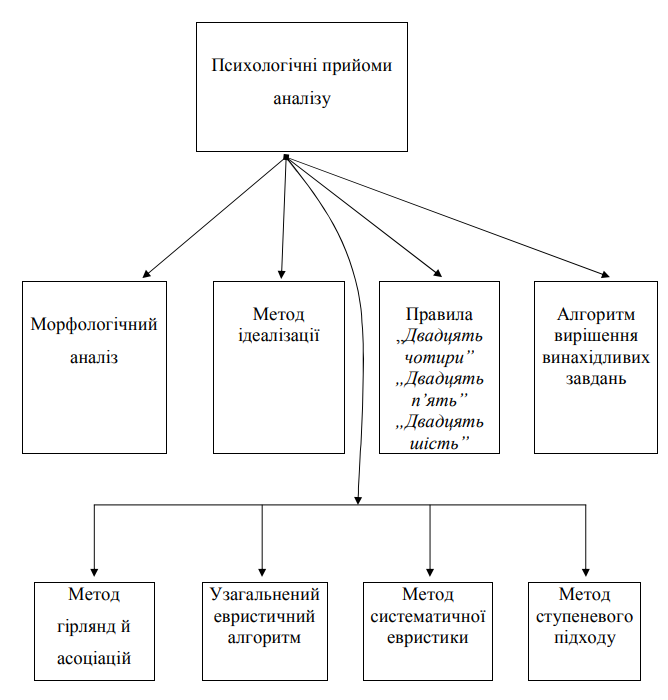 Психологічні прийоми
аналізу
Морфологічний
аналіз
Метод
ідеалізації
Правила
„Двадцять
чотири”
„Двадцять
п’ять”
„Двадцять
шість”
Алгоритм
вирішення
винахідливих
завдань
Метод
гірлянд й
асоціацій
Узагальнений
евристичний
алгоритм
Метод
систематичної
евристики
Метод
ступеневого
підходу